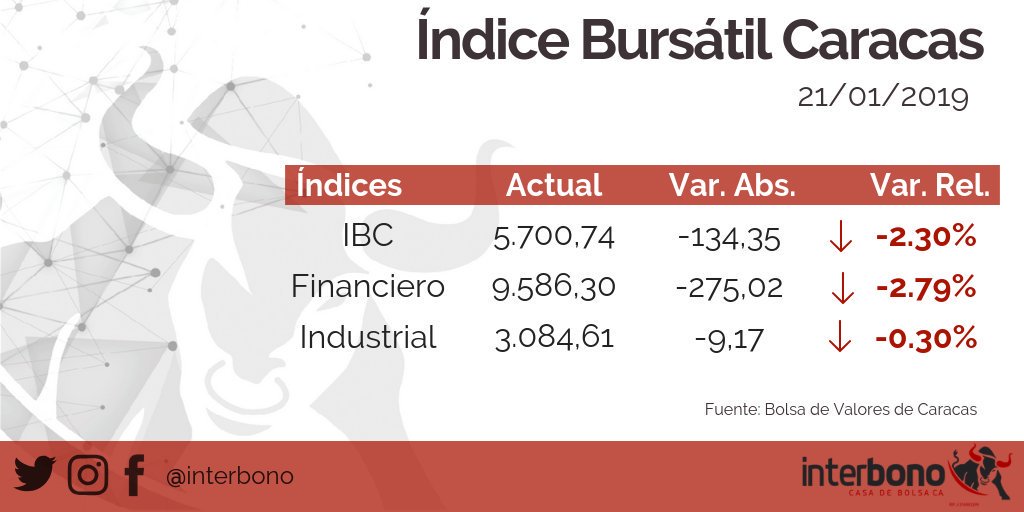 Índice Bursátil Caracas
21/01/2019
Índices Actual Var. Abs. Var. Rel.
IBC 5.700,74 -134,35 -2.30%
Financiero 9.586,30 -275,02 -2.79%
Industrial 3.084,61 -9,17 -0.30%
Fuente: Bolsa de Valores de Caracas
@interbono
interbono
CASA DE BOLSA CA